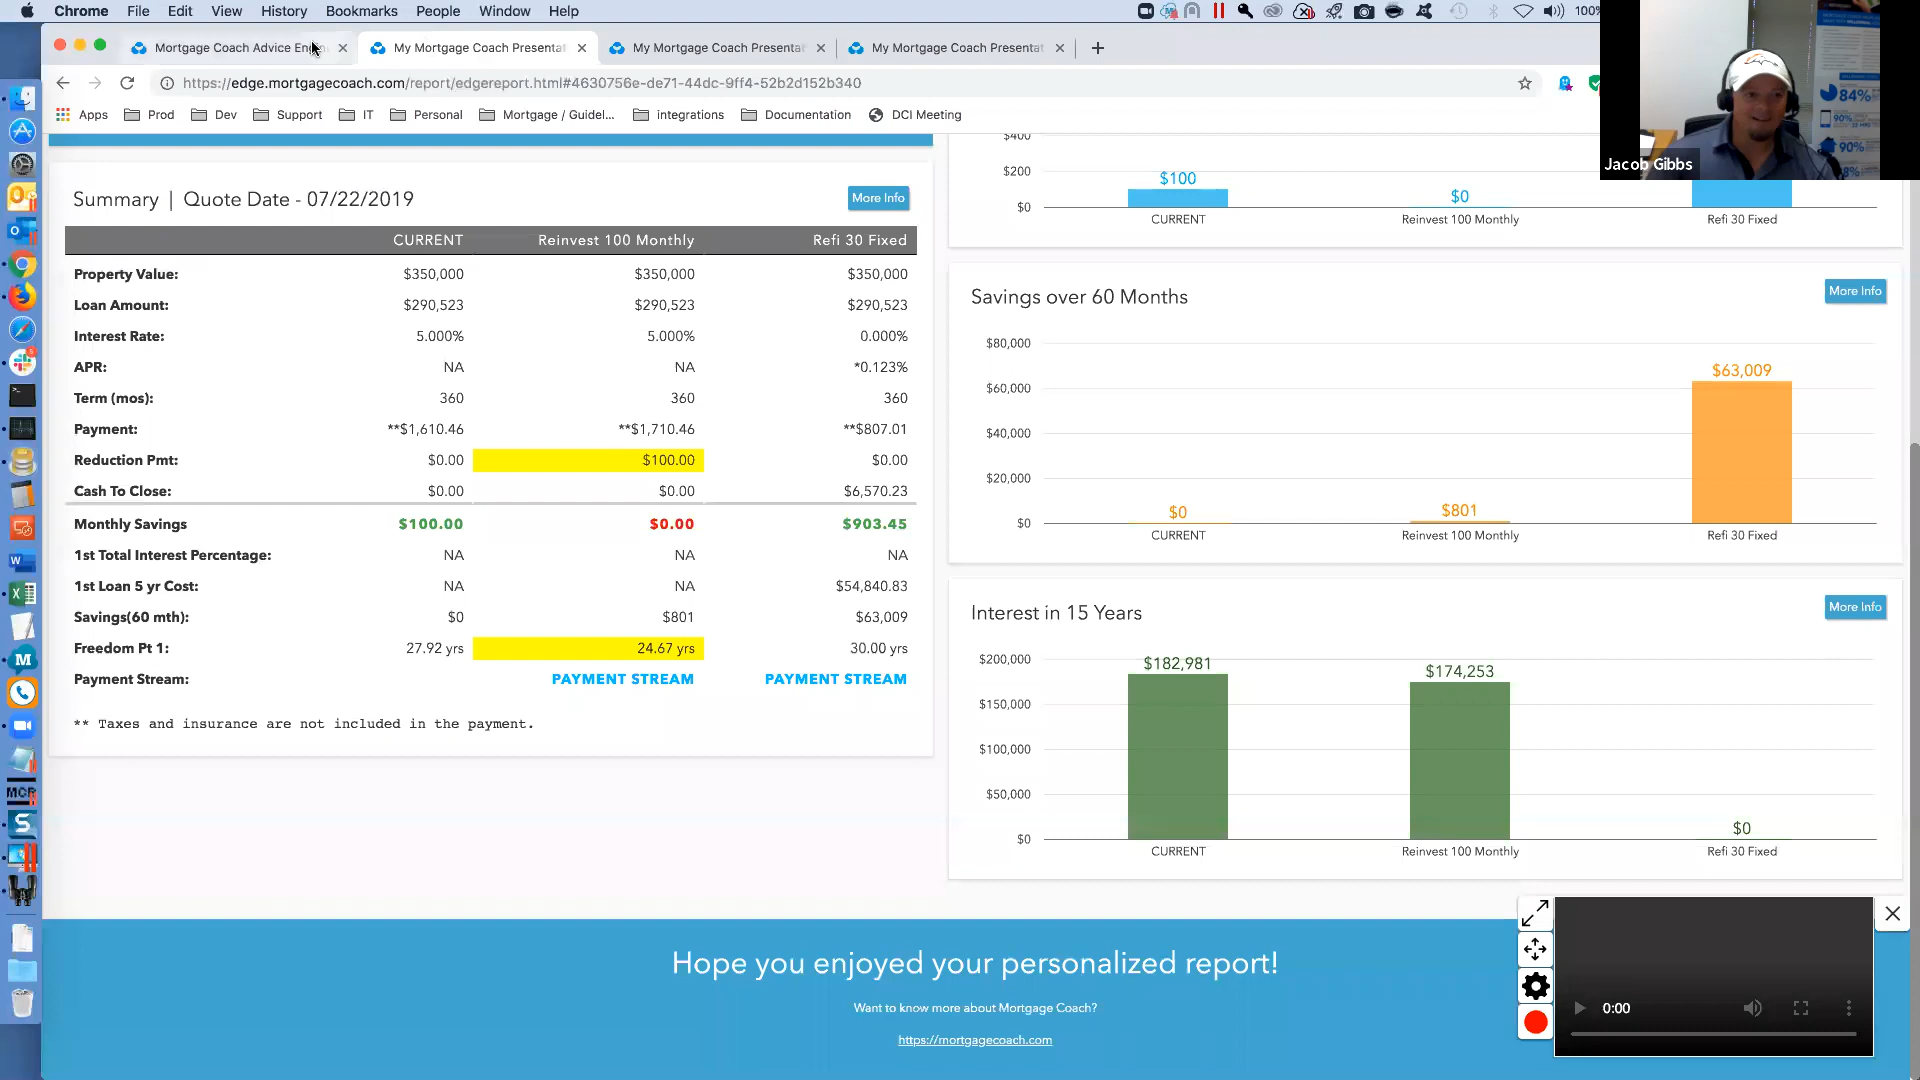 Chrome File Edit View History Bookmarks People Window Help
100%
Mortgage Coach Advice En
My Mortgage Coach Presenta
My Mortgage Coach Presenta
My Mortgage Coach Presentat
https://edge.mortgagecoach.com/report/edgereport.html#4630756e-de71-44dc-9ff4-52b2d152b340
Apps Prod Dev Support IT Personal Mortgage / Guidel... integrations Documentation DCI Meeting
Jacob Gibbs
84%
90%
90%
Summary | Quote Date - 07/22/2019
More Info
CURRENT Reinvest 100 Monthly Refi 30 Fixed
Property Value: $350,000 $350,000 $350,000
Loan Amount: $290,523 $290,523 $290,523
Interest Rate: 5.000% 5.000% 0.000%
APR: NA NA *0.123%
Term (mos): 360 360 360
Payment: **$1,610.46 **$1,710.46 **$807.01
Reduction Pmt: $0.00 $100.00 $0.00
Cash To Close: $0.00 $0.00 $6,570.23
Monthly Savings $100.00 $0.00 $903.45
1st Total Interest Percentage: NA NA NA
1st Loan 5 yr Cost: NA NA $54,840.83
Savings(60 mth): $0 $801 $63,009
Freedom Pt 1: 27.92 yrs 24.67 yrs 30.00 yrs
Payment Stream: PAYMENT STREAM PAYMENT STREAM
** Taxes and insurance are not included in the payment.
$400
$200
$0
$100
$0
CURRENT Reinvest 100 Monthly Refi 30 Fixed
Savings over 60 Months
More Info
$80,000
$60,000
$40,000
$20,000
$0
$0 $801 $63,009
CURRENT Reinvest 100 Monthly Refi 30 Fixed
Interest in 15 Years
More Info
$200,000
$150,000
$100,000
$50,000
$0
$182,981 $174,253 $0
CURRENT Reinvest 100 Monthly Refi 30 Fixed
Hope you enjoyed your personalized report!
Want to know more about Mortgage Coach?
https://mortgagecoach.com
0:00